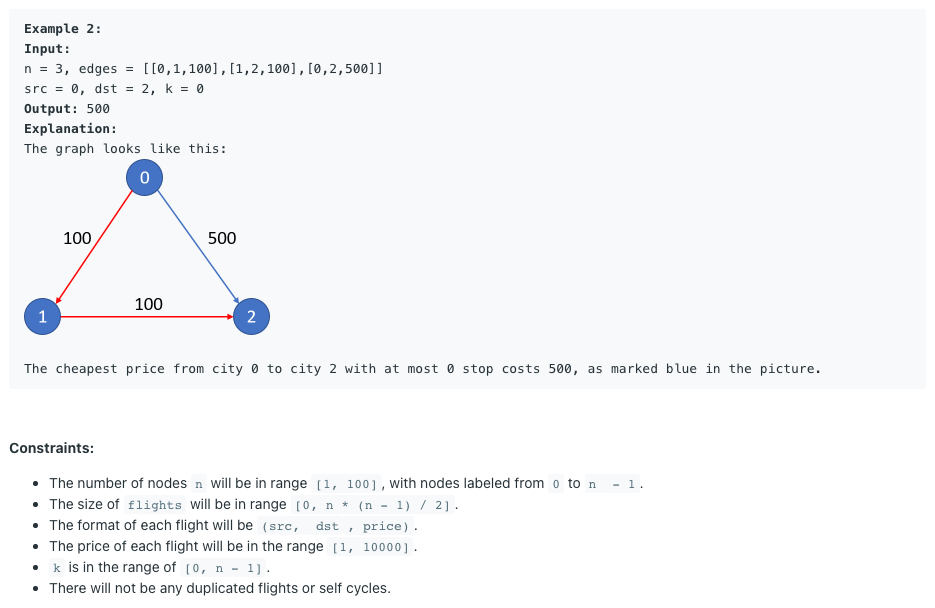 Example 2:
Input:
n = 3, edges = [[0,1,100],[1,2,100],[0,2,500]]
src = 0, dst = 2, k = 0
Output: 500
Explanation:
The graph looks like this:
0
100
500
100
1
2
The cheapest price from city 0 to city 2 with at most 0 stop costs 500, as marked blue in the picture.
Constraints:
• The number of nodes n will be in range [1, 100], with nodes labeled from 0 to n - 1.
• The size of flights will be in range [0, n * (n - 1) / 2].
• The format of each flight will be (src, dst , price).
• The price of each flight will be in the range [1, 10000].
• k is in the range of [0, n - 1].
• There will not be any duplicated flights or self cycles.